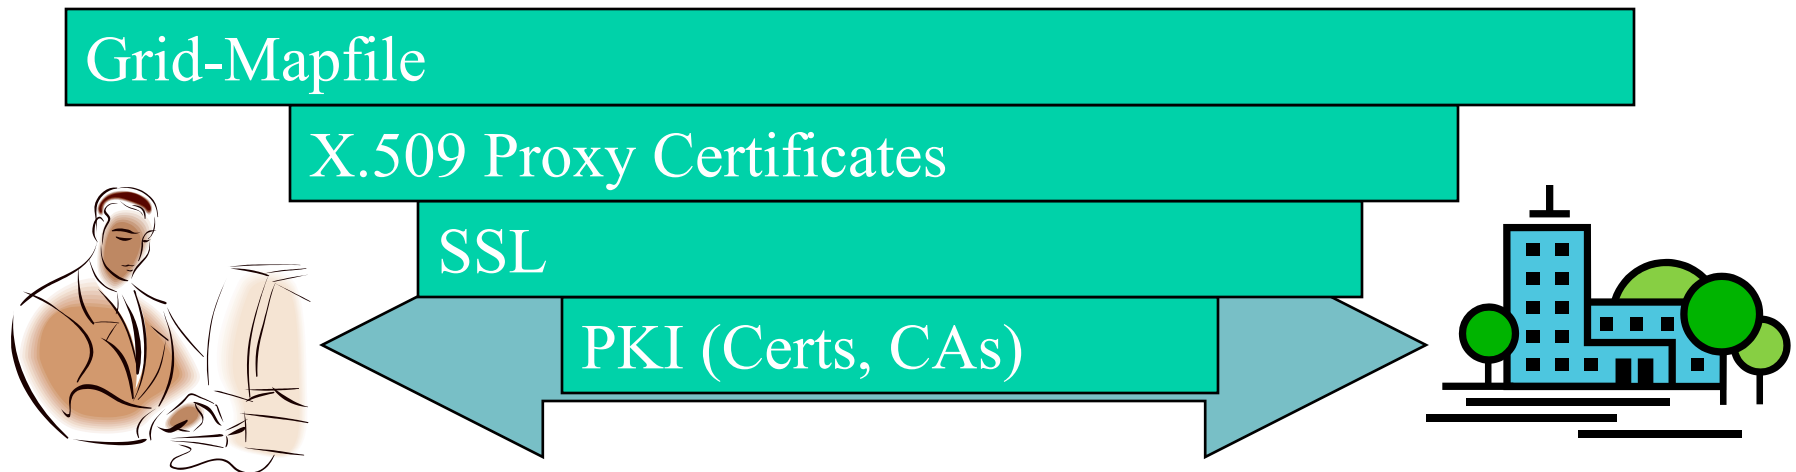 Grid-Mapfile
X.509 Proxy Certificates
SSL
PKI (Certs, CAs)